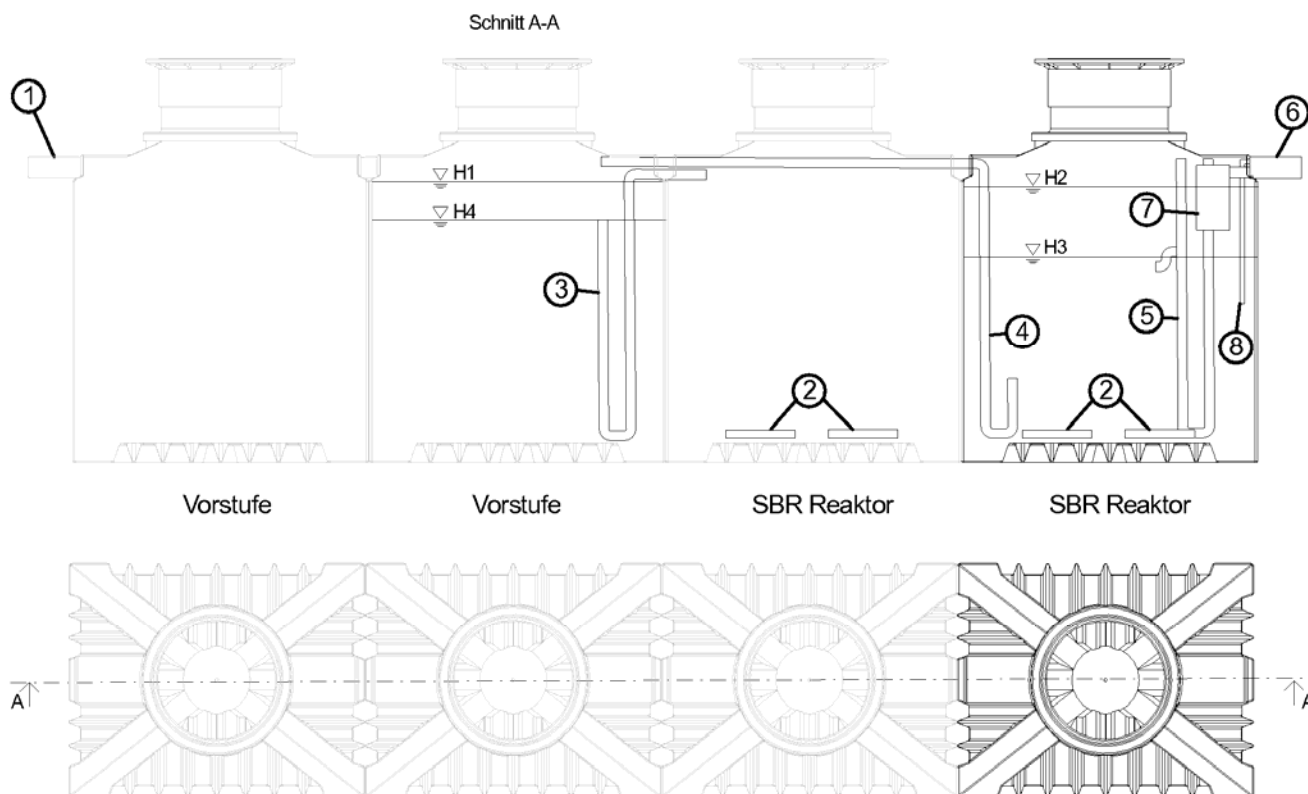 Schnitt A-A
1
6
H1
H2
H4
7
H3
3
5
4
8
2
2
Vorstufe
Vorstufe
SBR Reaktor
SBR Reaktor
A
A